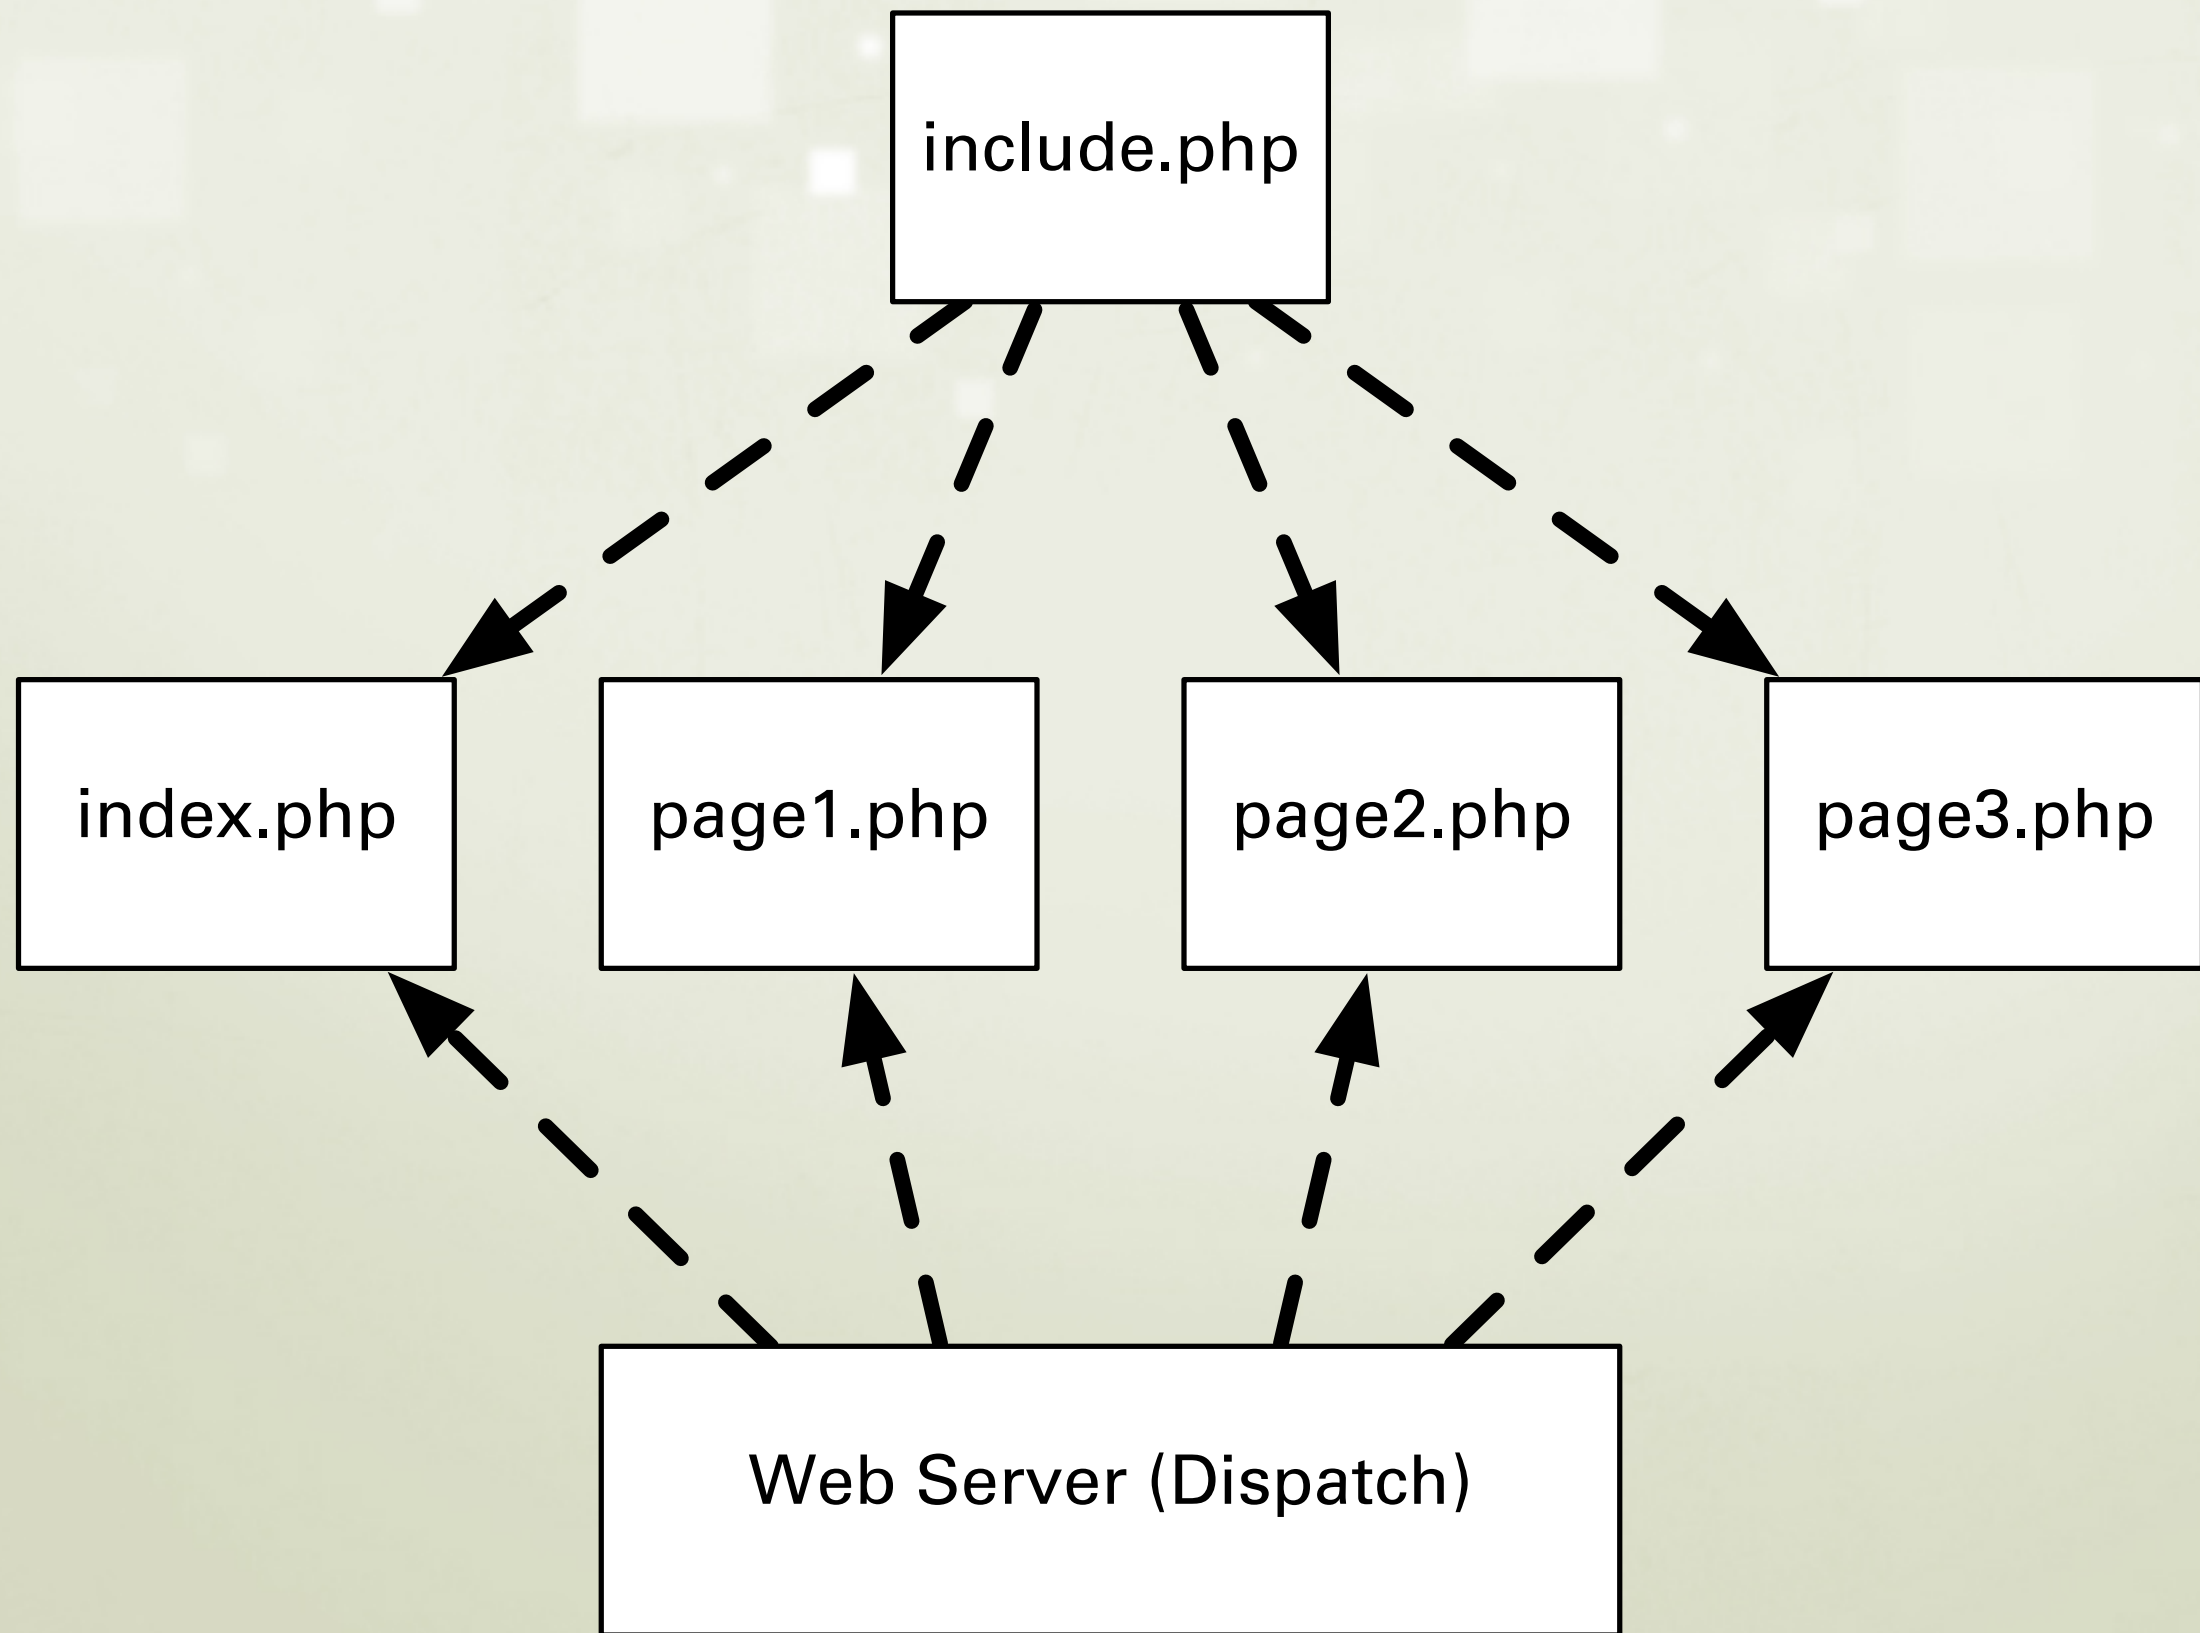 include.php
index.php
page1.php
page2.php
page3.php
Web Server (Dispatch)